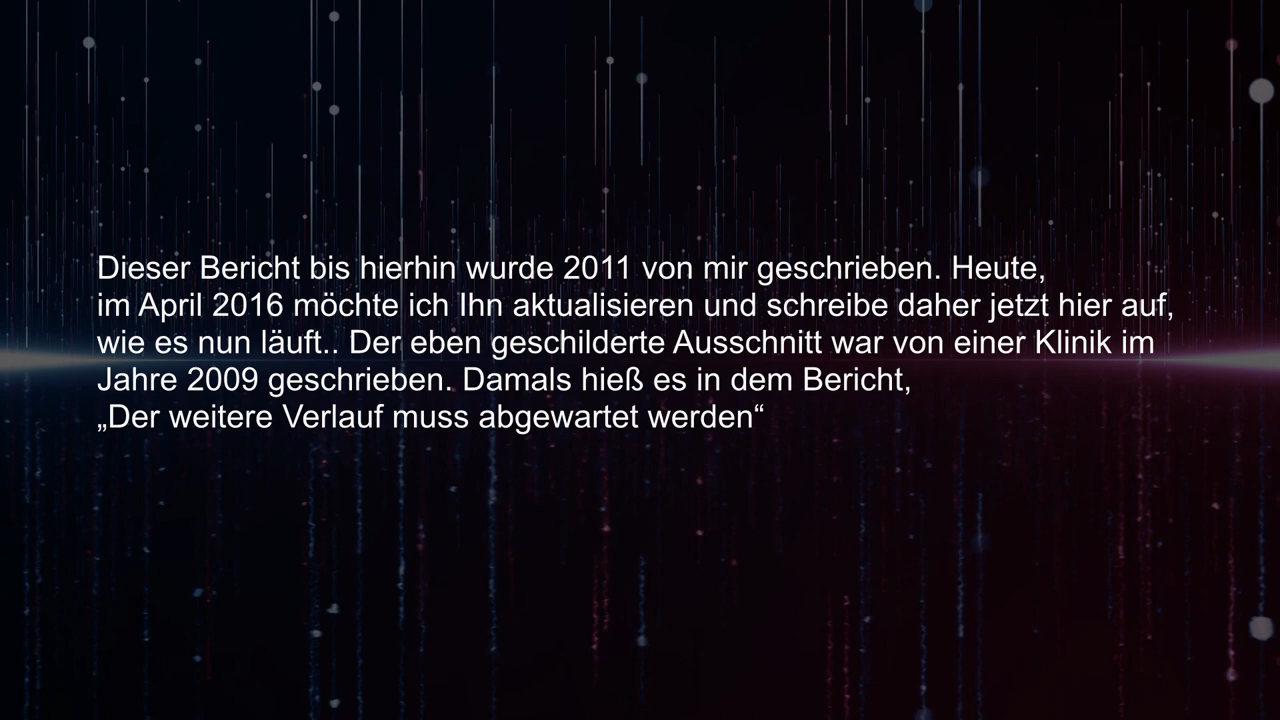 Dieser Bericht bis hierhin wurde 2011 von mir geschrieben. Heute,
im April 2016 möchte ich Ihn aktualisieren und schreibe daher jetzt hier auf,
wie es nun läuft.. Der eben geschilderte Ausschnitt war von einer Klinik im
Jahre 2009 geschrieben. Damals hieß es in dem Bericht,
„Der weitere Verlauf muss abgewartet werden“